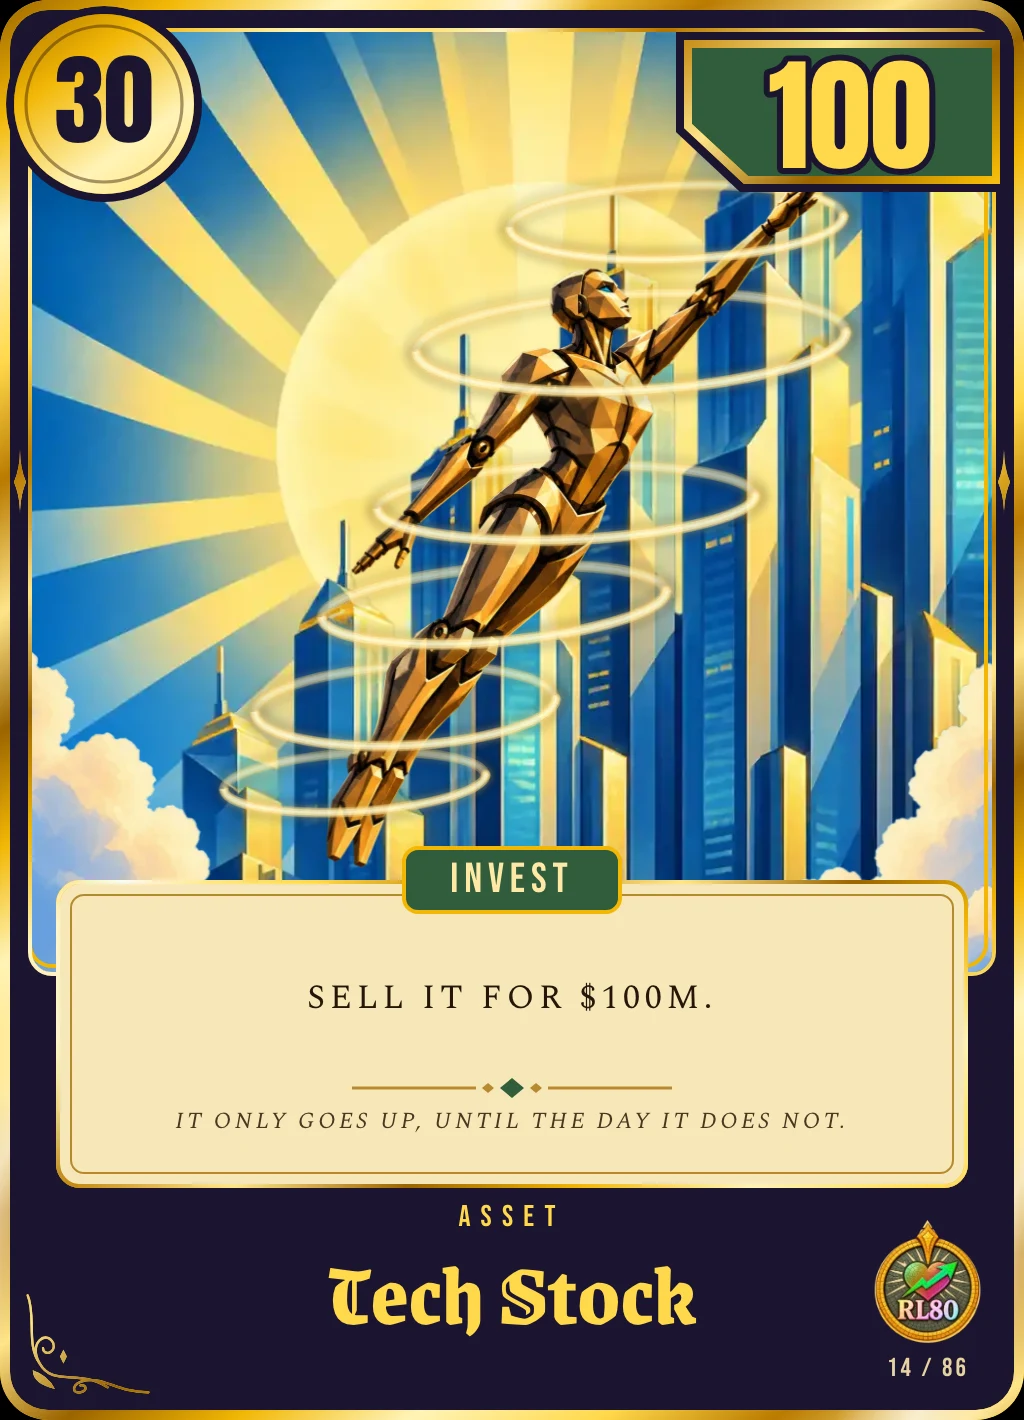 30
100
INVEST
SELL IT FOR $100M.
IT ONLY GOES UP, UNTIL THE DAY IT DOES NOT.
ASSET
Tech Stock
RL80
14 / 86